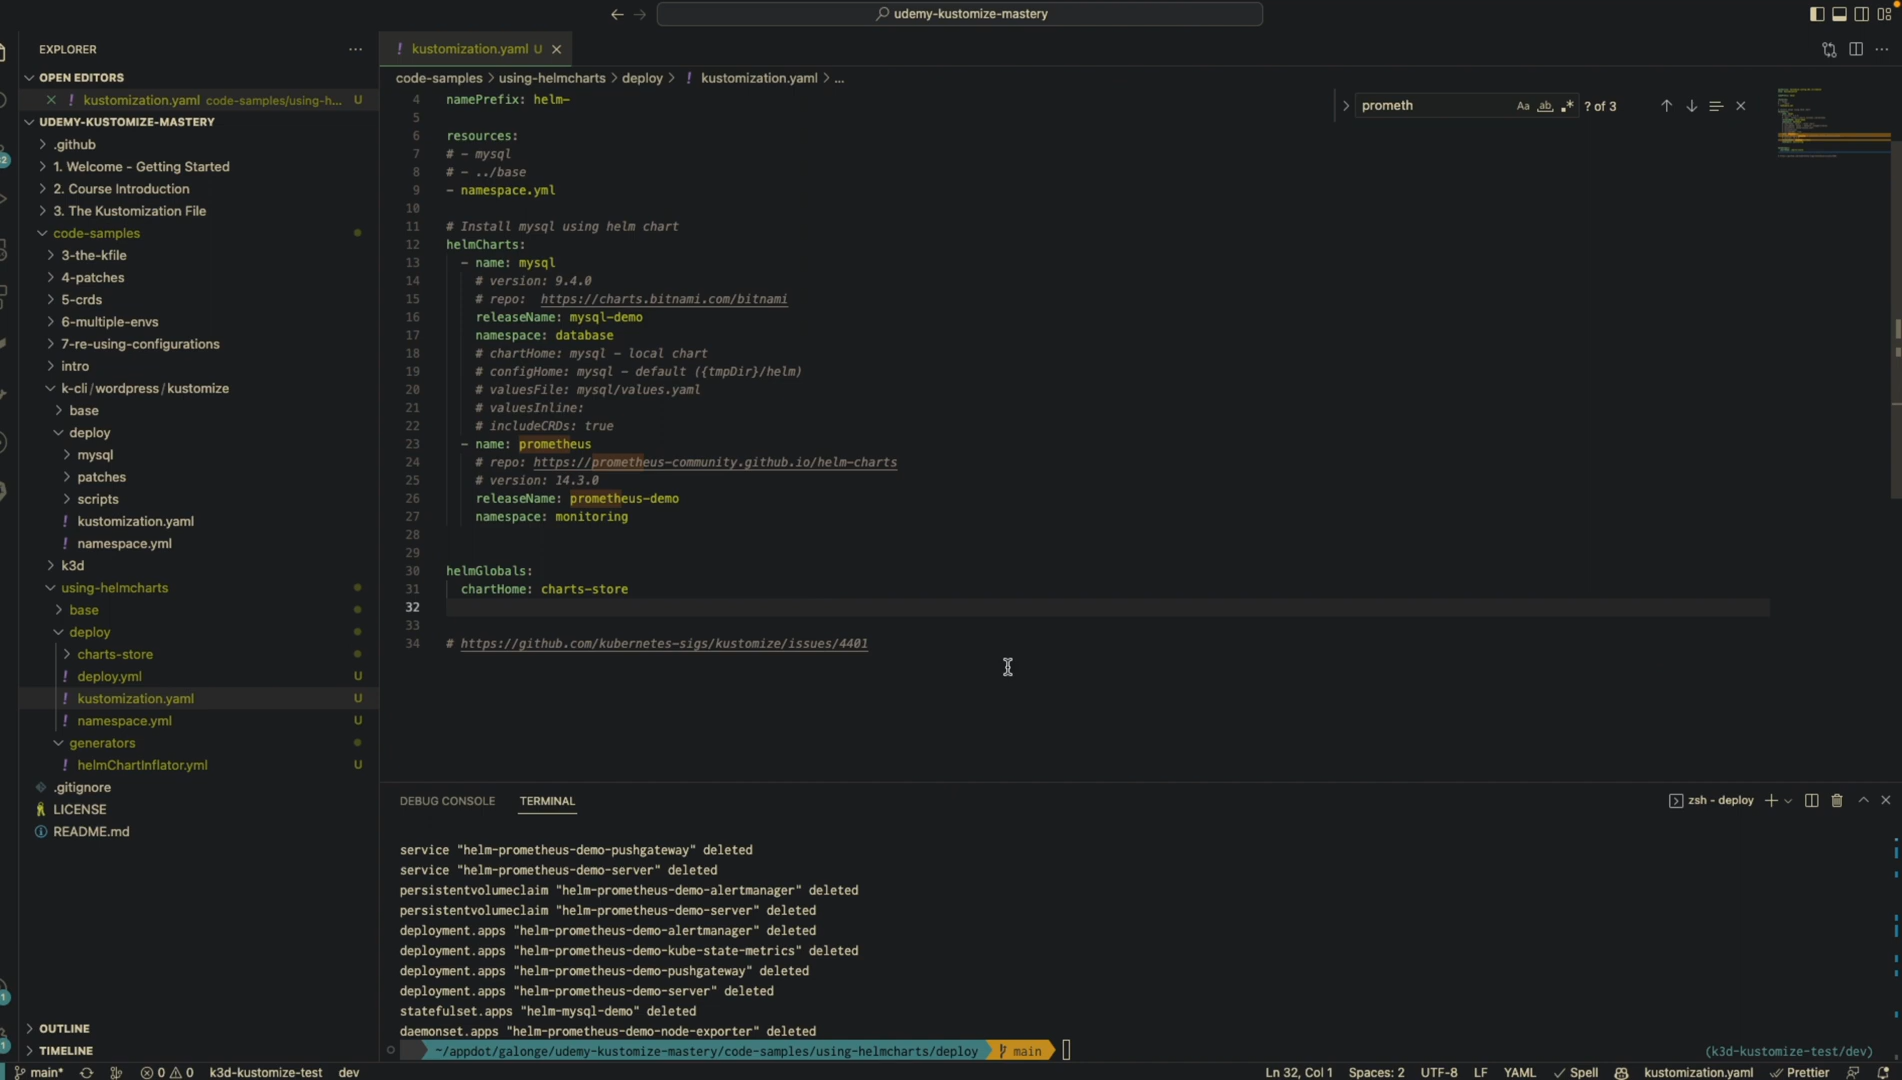 udemy-kustomize-mastery
EXPLORER
OPEN EDITORS
kustomization.yaml code-samples/using-h... U
UDEMY-KUSTOMIZE-MASTERY
.github
1. Welcome - Getting Started
2. Course Introduction
3. The Kustomization File
code-samples
3-the-kfile
4-patches
5-crds
6-multiple-envs
7-re-using-configurations
intro
k-cli / wordpress / kustomize
base
deploy
mysql
patches
scripts
! kustomization.yaml
! namespace.yml
k3d
using-helmcharts
base
deploy
charts-store
! deploy.yml U
! kustomization.yaml U
! namespace.yml U
generators
! helmChartInflator.yml U
.gitignore
LICENSE
README.md
OUTLINE
TIMELINE
! kustomization.yaml U
code-samples > using-helmcharts > deploy > ! kustomization.yaml > ...
prometh Aa ab .* ? of 3
4 namePrefix: helm-
5
6 resources:
7 # - mysql
8 # - ../base
9 - namespace.yml
10
11 # Install mysql using helm chart
12 helmCharts:
13 - name: mysql
14 # version: 9.4.0
15 # repo: https://charts.bitnami.com/bitnami
16 releaseName: mysql-demo
17 namespace: database
18 # chartHome: mysql - local chart
19 # configHome: mysql - default ({tmpDir}/helm)
20 # valuesFile: mysql/values.yaml
21 # valuesInline:
22 # includeCRDs: true
23 - name: prometheus
24 # repo: https://prometheus-community.github.io/helm-charts
25 # version: 14.3.0
26 releaseName: prometheus-demo
27 namespace: monitoring
28
29
30 helmGlobals:
31 chartHome: charts-store
32
33
34 # https://github.com/kubernetes-sigs/kustomize/issues/4401
DEBUG CONSOLE TERMINAL zsh - deploy
service "helm-prometheus-demo-pushgateway" deleted
service "helm-prometheus-demo-server" deleted
persistentvolumeclaim "helm-prometheus-demo-alertmanager" deleted
persistentvolumeclaim "helm-prometheus-demo-server" deleted
deployment.apps "helm-prometheus-demo-alertmanager" deleted
deployment.apps "helm-prometheus-demo-kube-state-metrics" deleted
deployment.apps "helm-prometheus-demo-pushgateway" deleted
deployment.apps "helm-prometheus-demo-server" deleted
statefulset.apps "helm-mysql-demo" deleted
daemonset.apps "helm-prometheus-demo-node-exporter" deleted
~/appdot/galonge/udemy-kustomize-mastery/code-samples/using-helmcharts/deploy main (k3d-kustomize-test/dev)
main* 0 0 k3d-kustomize-test dev Ln 32, Col 1 Spaces: 2 UTF-8 LF YAML Spell kustomization.yaml Prettier